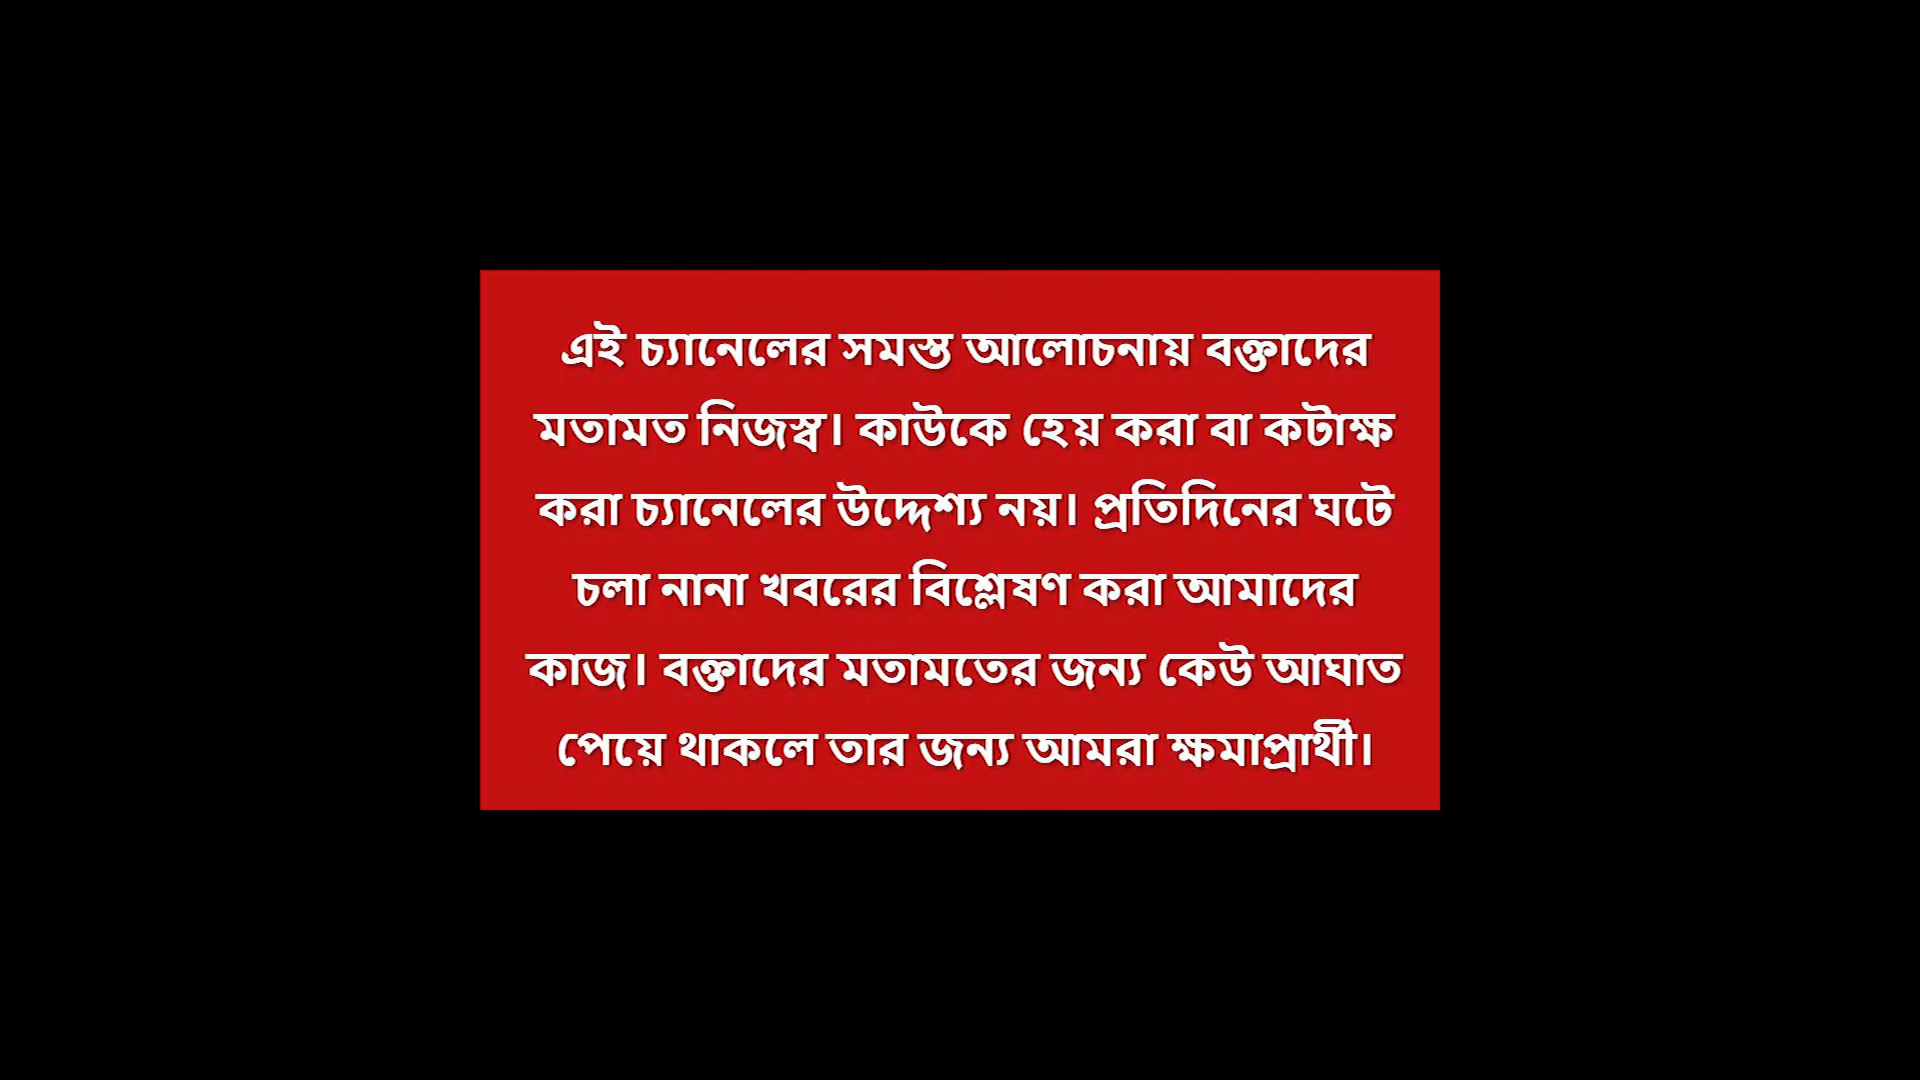 এই চ্যানেলের সমস্ত আলোচনায় বক্তাদের
মতামত নিজস্ব। কাউকে হেয় করা বা কটাক্ষ
করা চ্যানেলের উদ্দেশ্য নয়। প্রতিদিনের ঘটে
চলা নানা খবরের বিশ্লেষণ করা আমাদের
কাজ। বক্তাদের মতামতের জন্য কেউ আঘাত
পেয়ে থাকলে তার জন্য আমরা ক্ষমাপ্রার্থী।